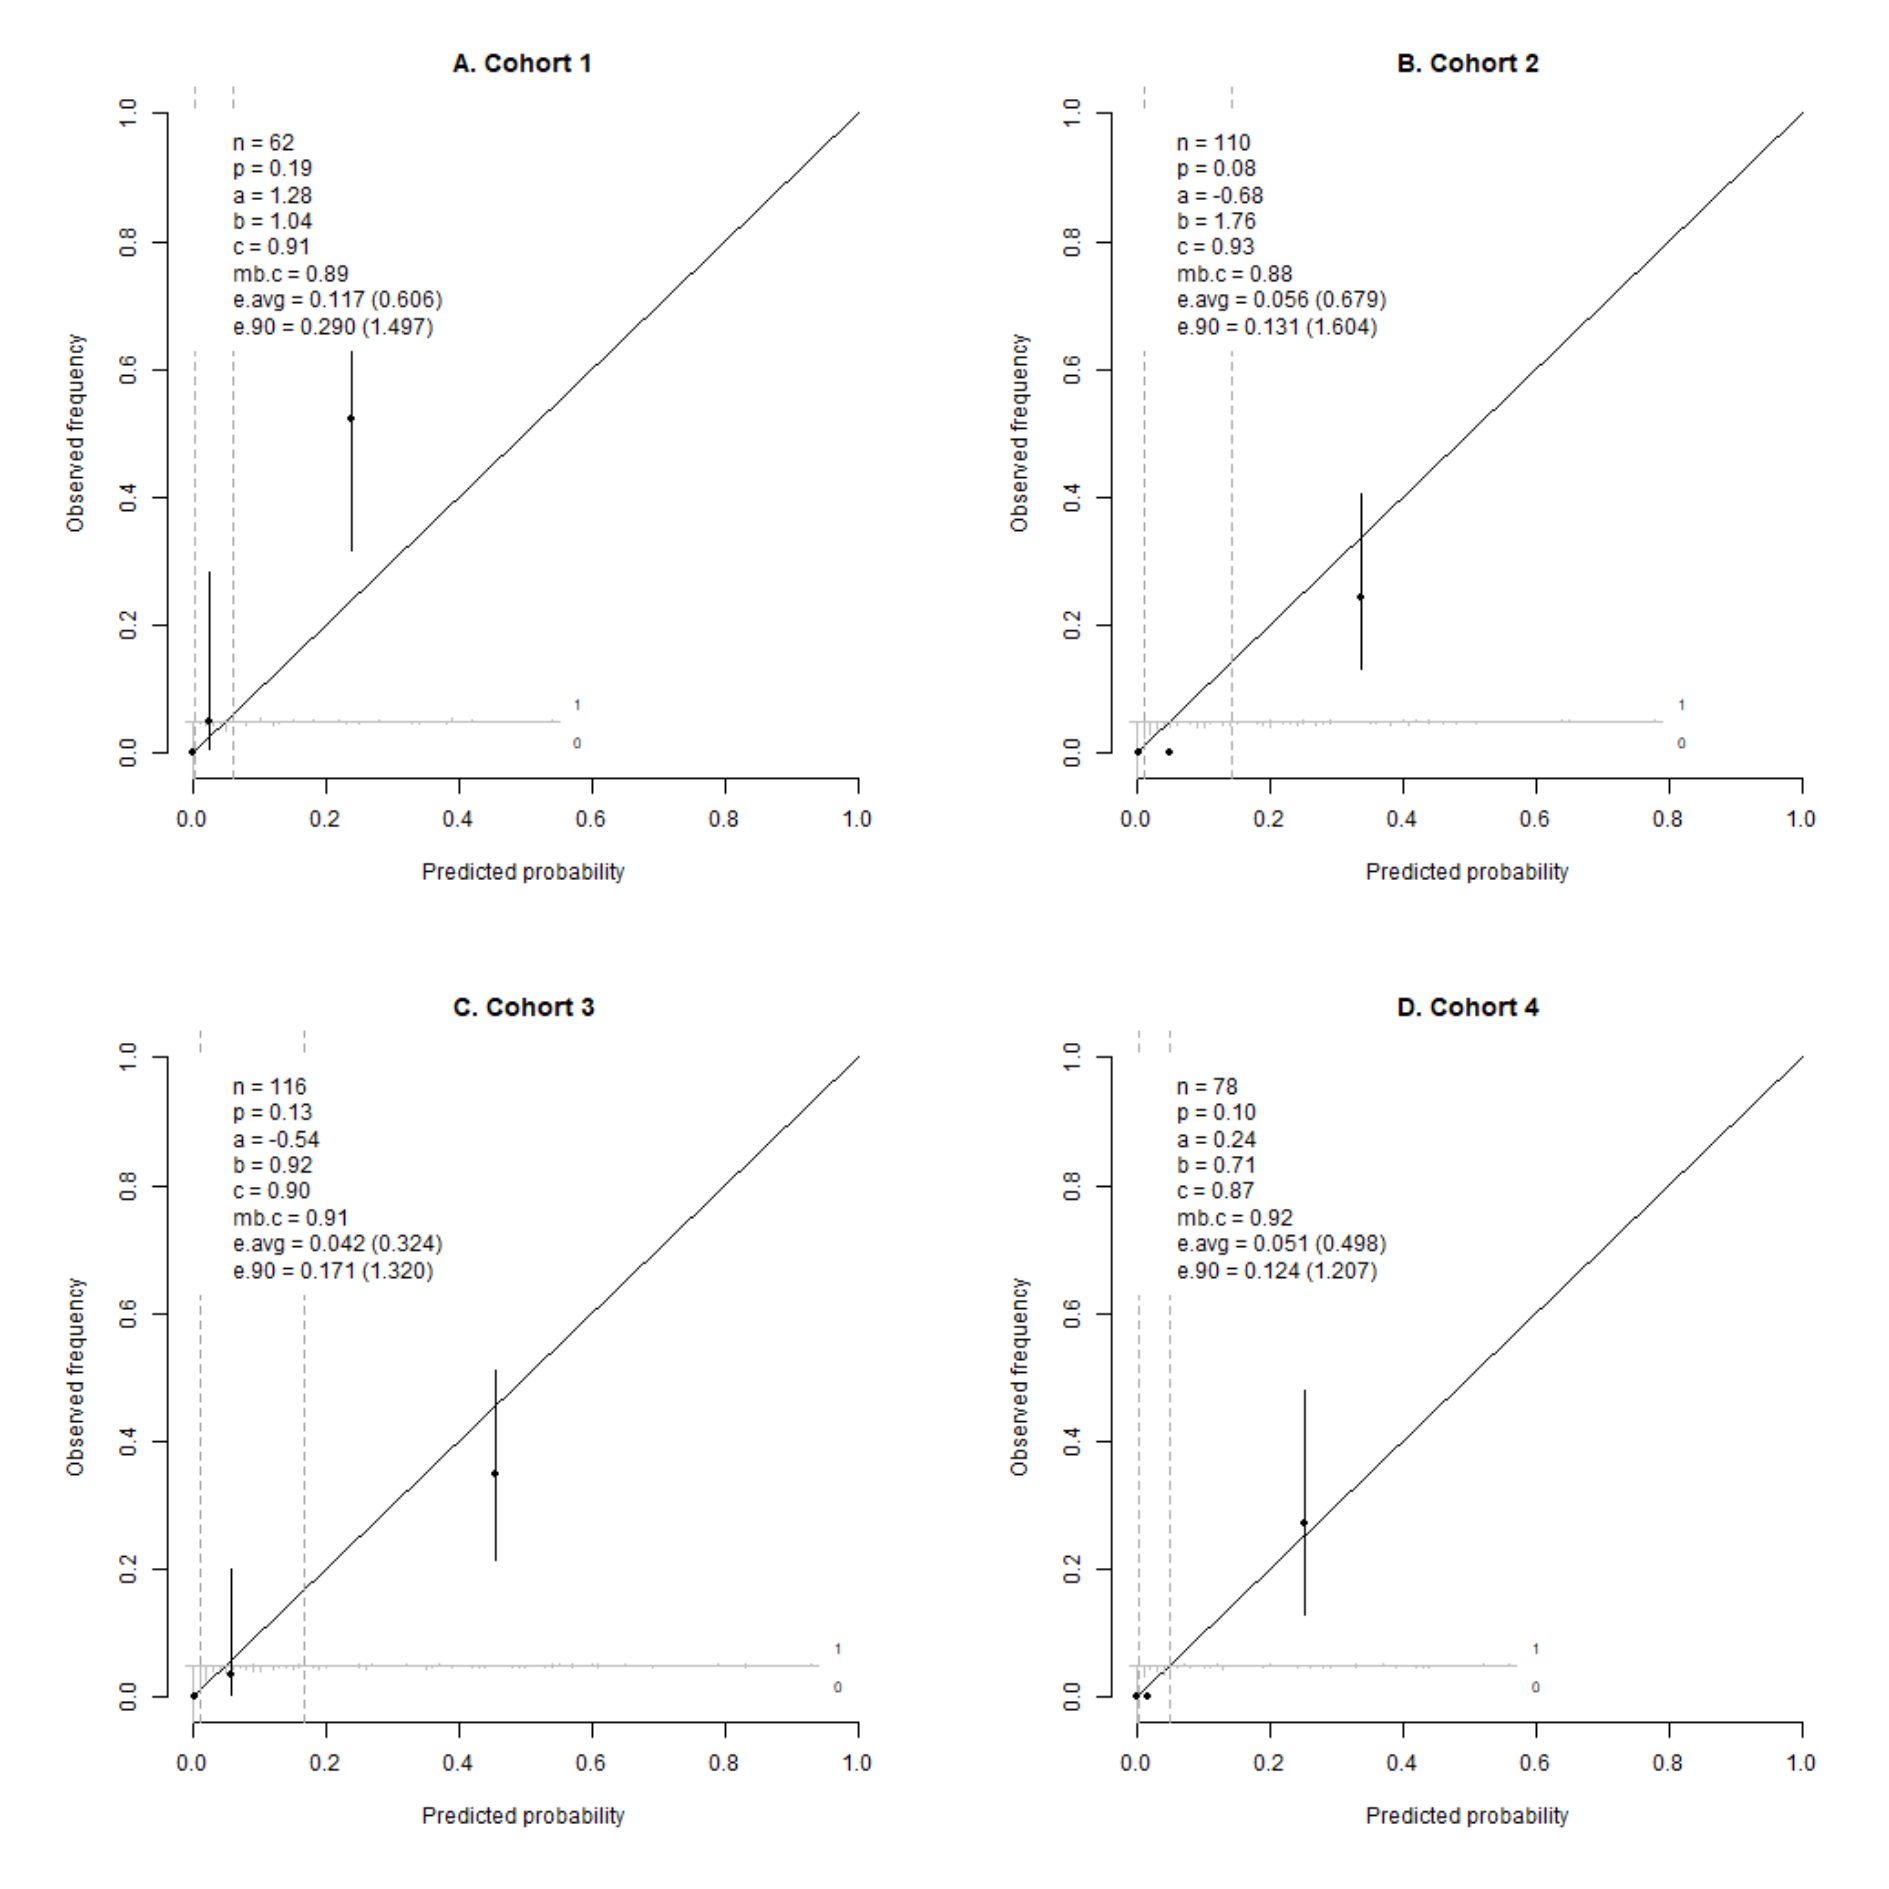 A. Cohort 1
n = 62
p = 0.19
a = 1.28
b = 1.04
c = 0.91
mb.c = 0.89
e.avg = 0.117 (0.606)
e.90 = 0.290 (1.497)
Observed frequency
0.0 0.2 0.4 0.6 0.8 1.0
1
0
0.0 0.2 0.4 0.6 0.8 1.0
Predicted probability
B. Cohort 2
n = 110
p = 0.08
a = -0.68
b = 1.76
c = 0.93
mb.c = 0.88
e.avg = 0.056 (0.679)
e.90 = 0.131 (1.604)
Observed frequency
0.0 0.2 0.4 0.6 0.8 1.0
1
0
0.0 0.2 0.4 0.6 0.8 1.0
Predicted probability
C. Cohort 3
n = 116
p = 0.13
a = -0.54
b = 0.92
c = 0.90
mb.c = 0.91
e.avg = 0.042 (0.324)
e.90 = 0.171 (1.320)
Observed frequency
0.0 0.2 0.4 0.6 0.8 1.0
1
0
0.0 0.2 0.4 0.6 0.8 1.0
Predicted probability
D. Cohort 4
n = 78
p = 0.10
a = 0.24
b = 0.71
c = 0.87
mb.c = 0.92
e.avg = 0.051 (0.498)
e.90 = 0.124 (1.207)
Observed frequency
0.0 0.2 0.4 0.6 0.8 1.0
1
0
0.0 0.2 0.4 0.6 0.8 1.0
Predicted probability